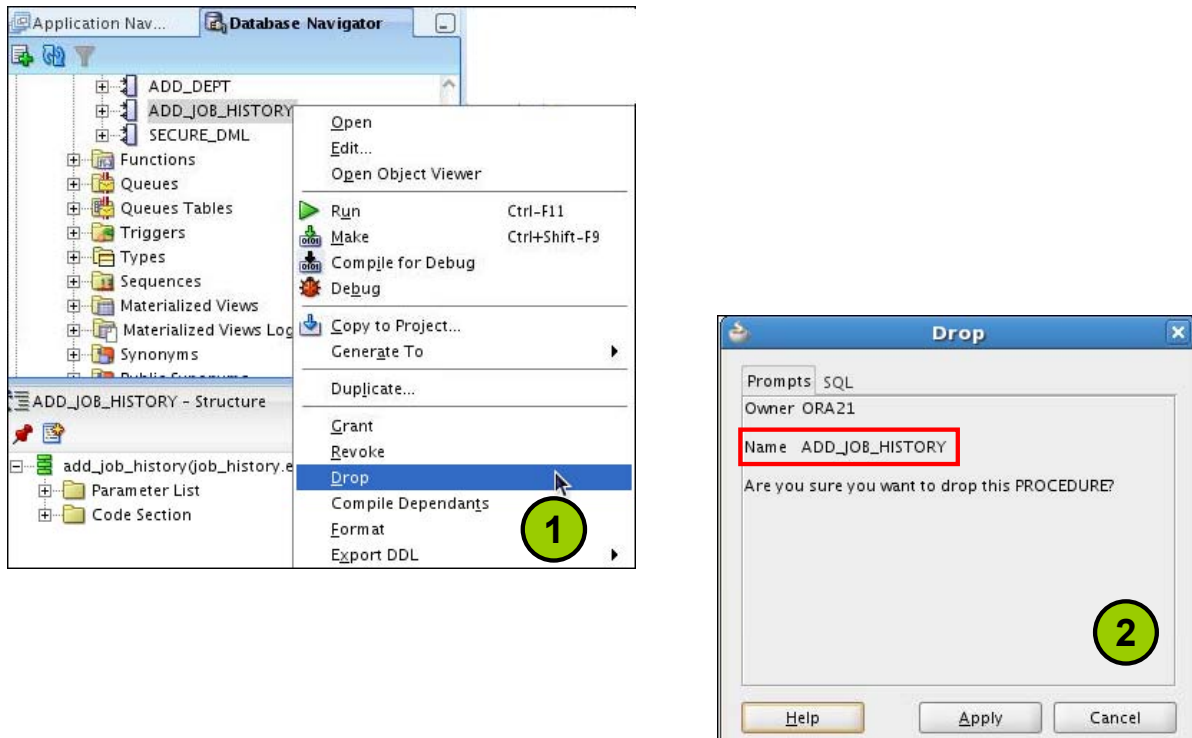 Application Nav...
Database Navigator
ADD_DEPT
ADD_JOB_HISTORY
SECURE_DML
Functions
Queues
Queues Tables
Triggers
Types
Sequences
Materialized Views
Materialized Views Log
Synonyms
Open
Edit...
Open Object Viewer
Run Ctrl-F11
Make Ctrl+Shift-F9
Compile for Debug
Debug
Copy to Project...
Generate To
Duplicate...
Grant
Revoke
Drop
Compile Dependants
Format
Export DDL
1
ADD_JOB_HISTORY - Structure
add_job_history(job_history.e
Parameter List
Code Section
Drop
Prompts SQL
Owner ORA21
Name ADD_JOB_HISTORY
Are you sure you want to drop this PROCEDURE?
2
Help
Apply
Cancel